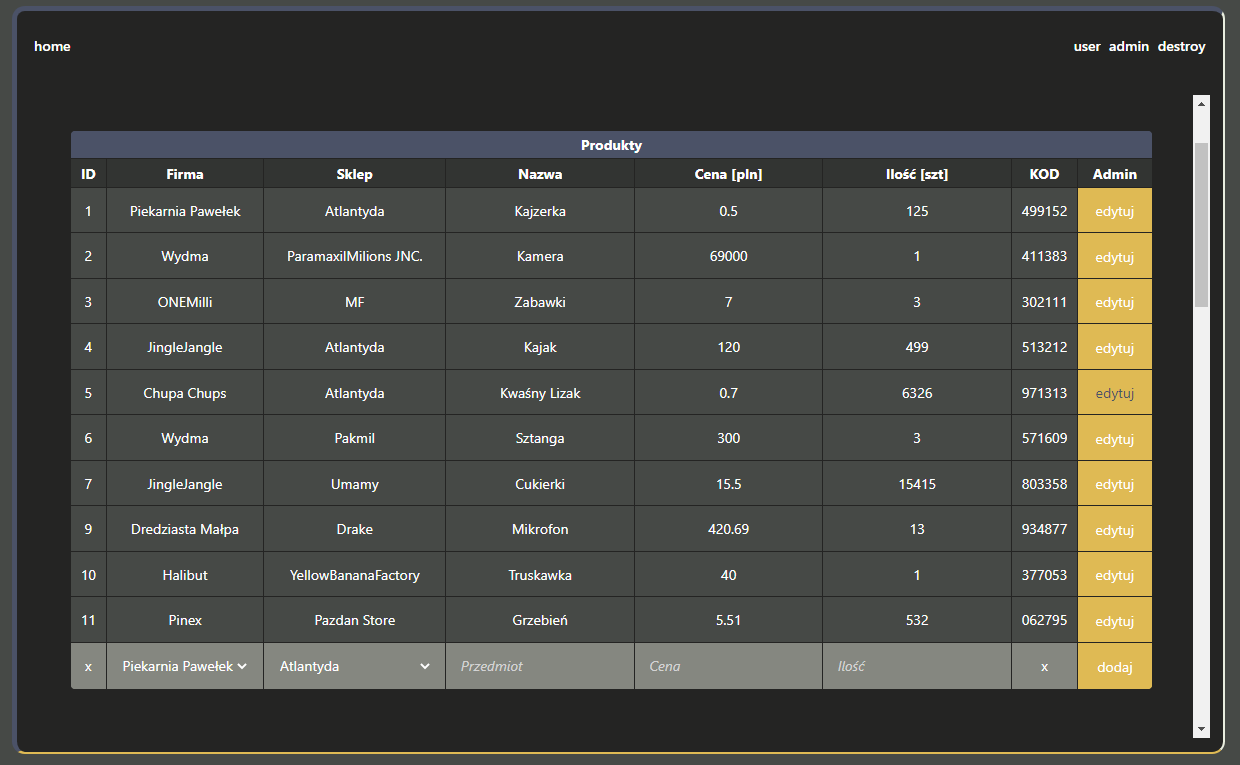 home user admin destroy
Produkty
ID Firma Sklep Nazwa Cena [pln] Ilość [szt] KOD Admin
1 Piekarnia Pawełek Atlantyda Kajzerka 0.5 125 499152 edytuj
2 Wydma ParamaxilMilions JNC. Kamera 69000 1 411383 edytuj
3 ONEMilli MF Zabawki 7 3 302111 edytuj
4 JingleJangle Atlantyda Kajak 120 499 513212 edytuj
5 Chupa Chups Atlantyda Kwaśny Lizak 0.7 6326 971313 edytuj
6 Wydma Pakmil Sztanga 300 3 571609 edytuj
7 JingleJangle Umamy Cukierki 15.5 15415 803358 edytuj
9 Dredziasta Małpa Drake Mikrofon 420.69 13 934877 edytuj
10 Halibut YellowBananaFactory Truskawka 40 1 377053 edytuj
11 Pinex Pazdan Store Grzebień 5.51 532 062795 edytuj
x Piekarnia Pawełek Atlantyda Przedmiot Cena Ilość x dodaj